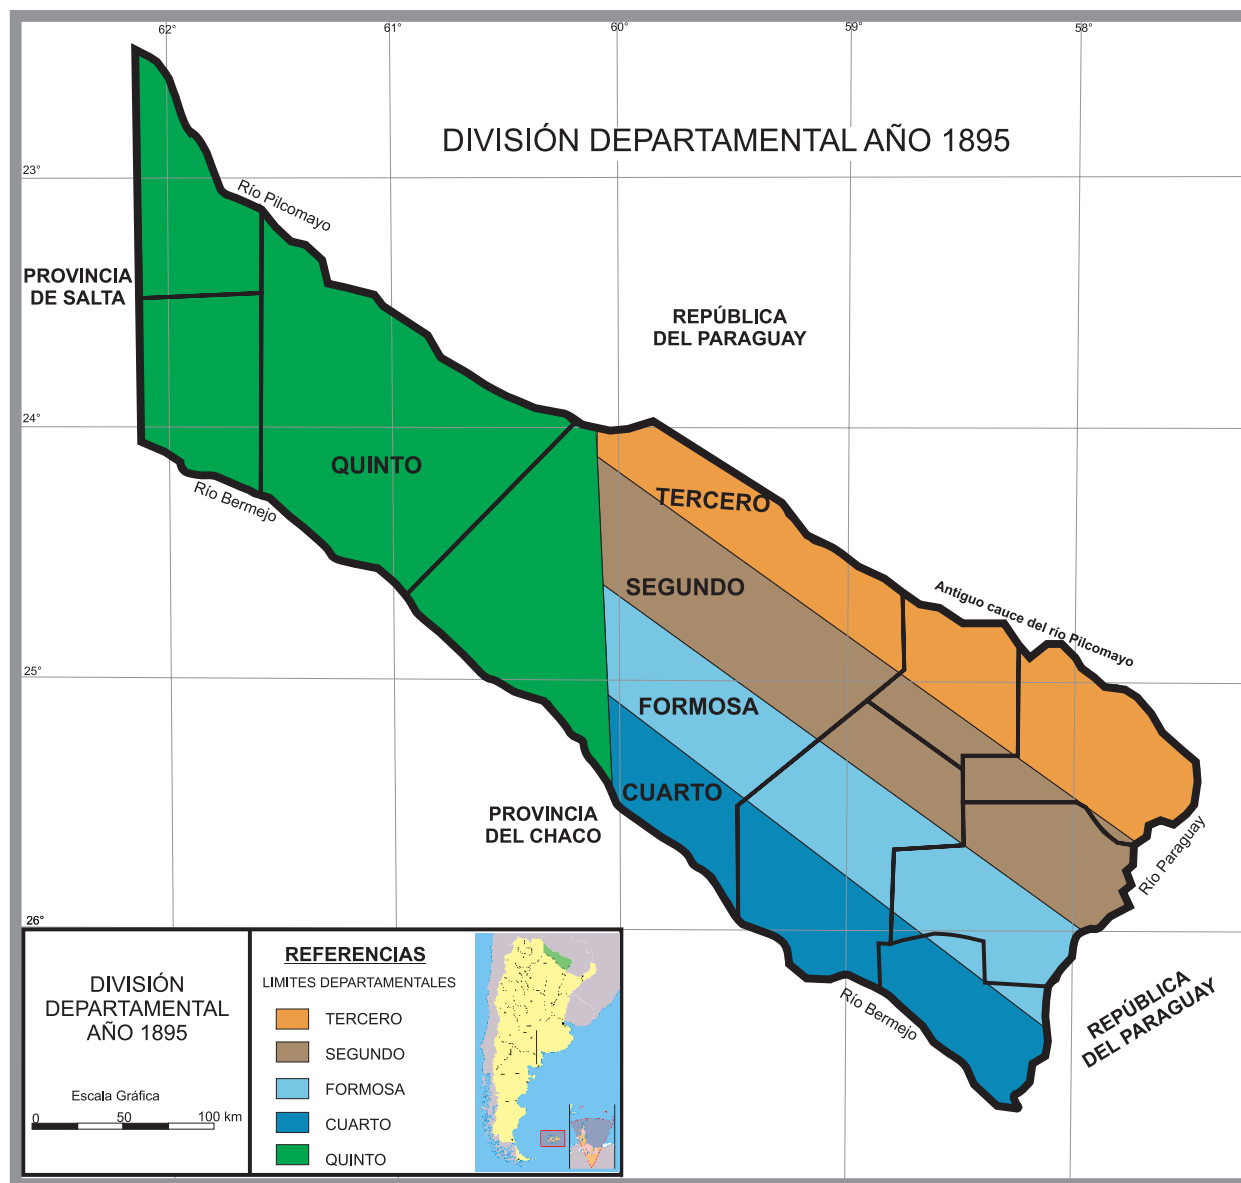 62°
61°
60°
59°
58°
DIVISIÓN DEPARTAMENTAL AÑO 1895
23°
Río Pilcomayo
PROVINCIA
DE SALTA
REPÚBLICA
DEL PARAGUAY
24°
QUINTO
Río Bermejo
TERCERO
SEGUNDO
Antiguo cauce del río Pilcomayo
25°
FORMOSA
CUARTO
PROVINCIA
DEL CHACO
Río Paraguay
26°
Río Bermejo
REPÚBLICA
DEL PARAGUAY
DIVISIÓN
DEPARTAMENTAL
AÑO 1895
Escala Gráfica
0 50 100 km
REFERENCIAS
LIMITES DEPARTAMENTALES
TERCERO
SEGUNDO
FORMOSA
CUARTO
QUINTO